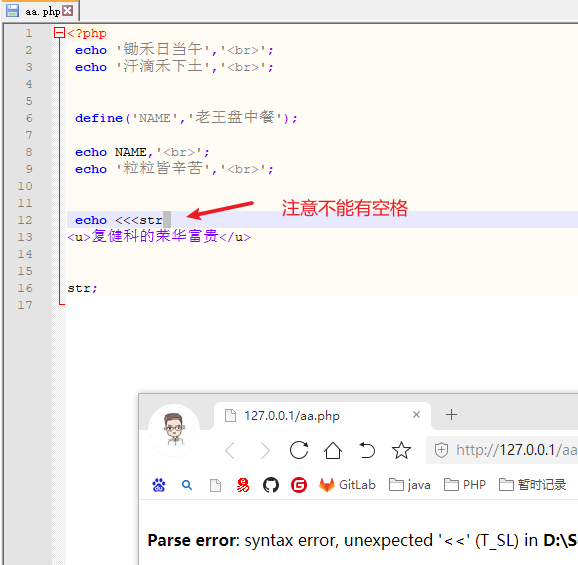 aa.php
1 <?php
2 echo '锄禾日当午','<br>';
3 echo '汗滴禾下土','<br>';
4
5
6 define('NAME','老王盘中餐');
7
8 echo NAME,'<br>';
9 echo '粒粒皆辛苦','<br>';
10
11
12 echo <<<str 注意不能有空格
13 <u>复健科的荣华富贵</u>
14
15
16 str;
17
127.0.0.1/aa.php
http://127.0.0.1/aa
GitLab java PHP 暂时记录
Parse error: syntax error, unexpected '<<' (T_SL) in D:\S